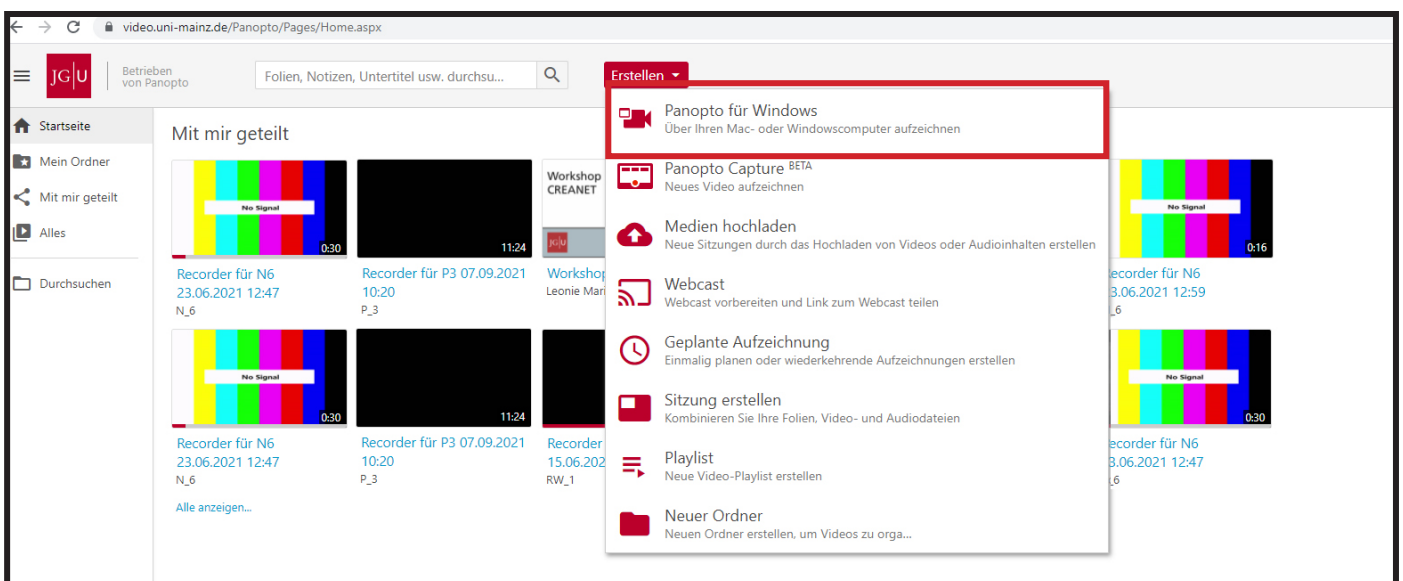 video.uni-mainz.de/Panopto/Pages/Home.aspx
JG|U
Betrieben
von Panopto
Folien, Notizen, Untertitel usw. durchsu...
Erstellen
Startseite
Mein Ordner
Mit mir geteilt
Alles
Durchsuchen
Mit mir geteilt
No Signal
0:30
11:24
Workshop
CREANET
JG|U
No Signal
0:16
Recorder für N6
23.06.2021 12:47
N_6
Recorder für P3 07.09.2021
10:20
P_3
Workshop
Leonie Mari
ecorder für N6
3.06.2021 12:59
_6
No Signal
0:30
11:24
No Signal
0:30
Recorder für N6
23.06.2021 12:47
N_6
Recorder für P3 07.09.2021
10:20
P_3
Recorder
15.06.202
RW_1
ecorder für N6
3.06.2021 12:47
_6
Alle anzeigen...
Panopto für Windows
Über Ihren Mac- oder Windowscomputer aufzeichnen
Panopto Capture BETA
Neues Video aufzeichnen
Medien hochladen
Neue Sitzungen durch das Hochladen von Videos oder Audioinhalten erstellen
Webcast
Webcast vorbereiten und Link zum Webcast teilen
Geplante Aufzeichnung
Einmalig planen oder wiederkehrende Aufzeichnungen erstellen
Sitzung erstellen
Kombinieren Sie Ihre Folien, Video- und Audiodateien
Playlist
Neue Video-Playlist erstellen
Neuer Ordner
Neuen Ordner erstellen, um Videos zu orga...